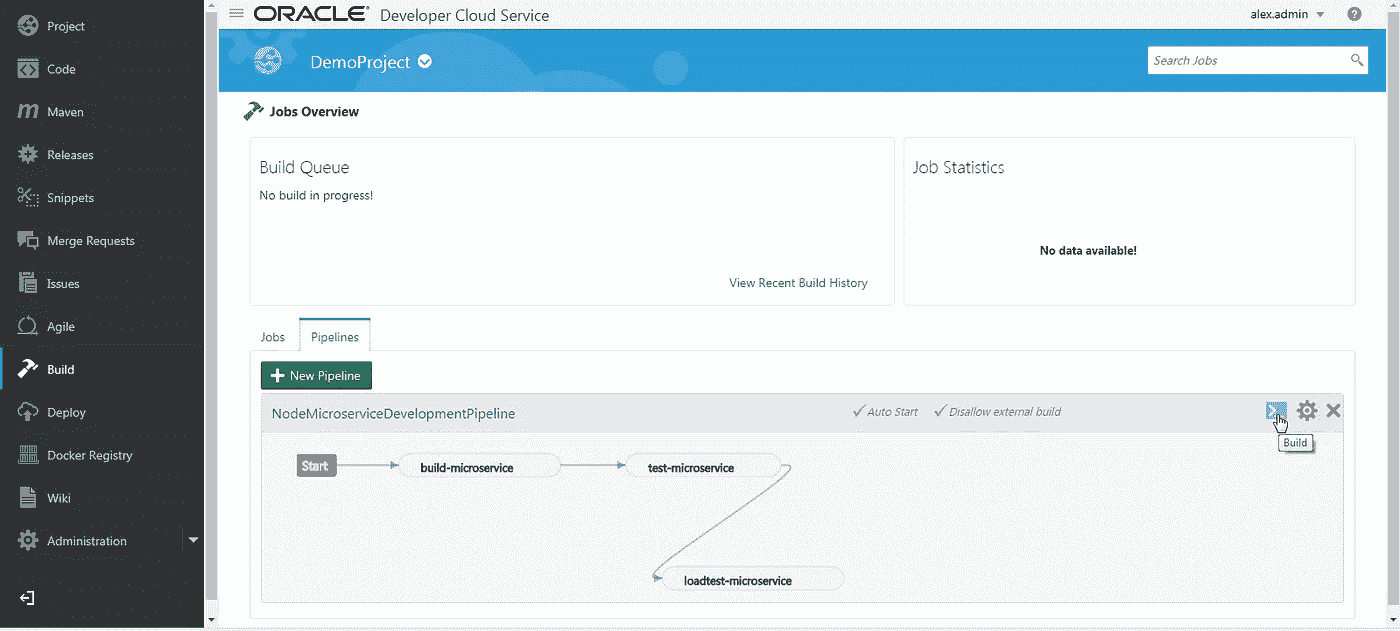 Project
Code
Maven
Releases
Snippets
Merge Requests
Issues
Agile
Build
Deploy
Docker Registry
Wiki
Administration
ORACLE® Developer Cloud Service
alex.admin
?
DemoProject
Search Jobs
Jobs Overview
Build Queue
No build in progress!
View Recent Build History
Job Statistics
No data available!
Jobs
Pipelines
New Pipeline
NodeMicroserviceDevelopmentPipeline
Auto Start
Disallow external build
Build
Start
build-microservice
test-microservice
loadtest-microservice